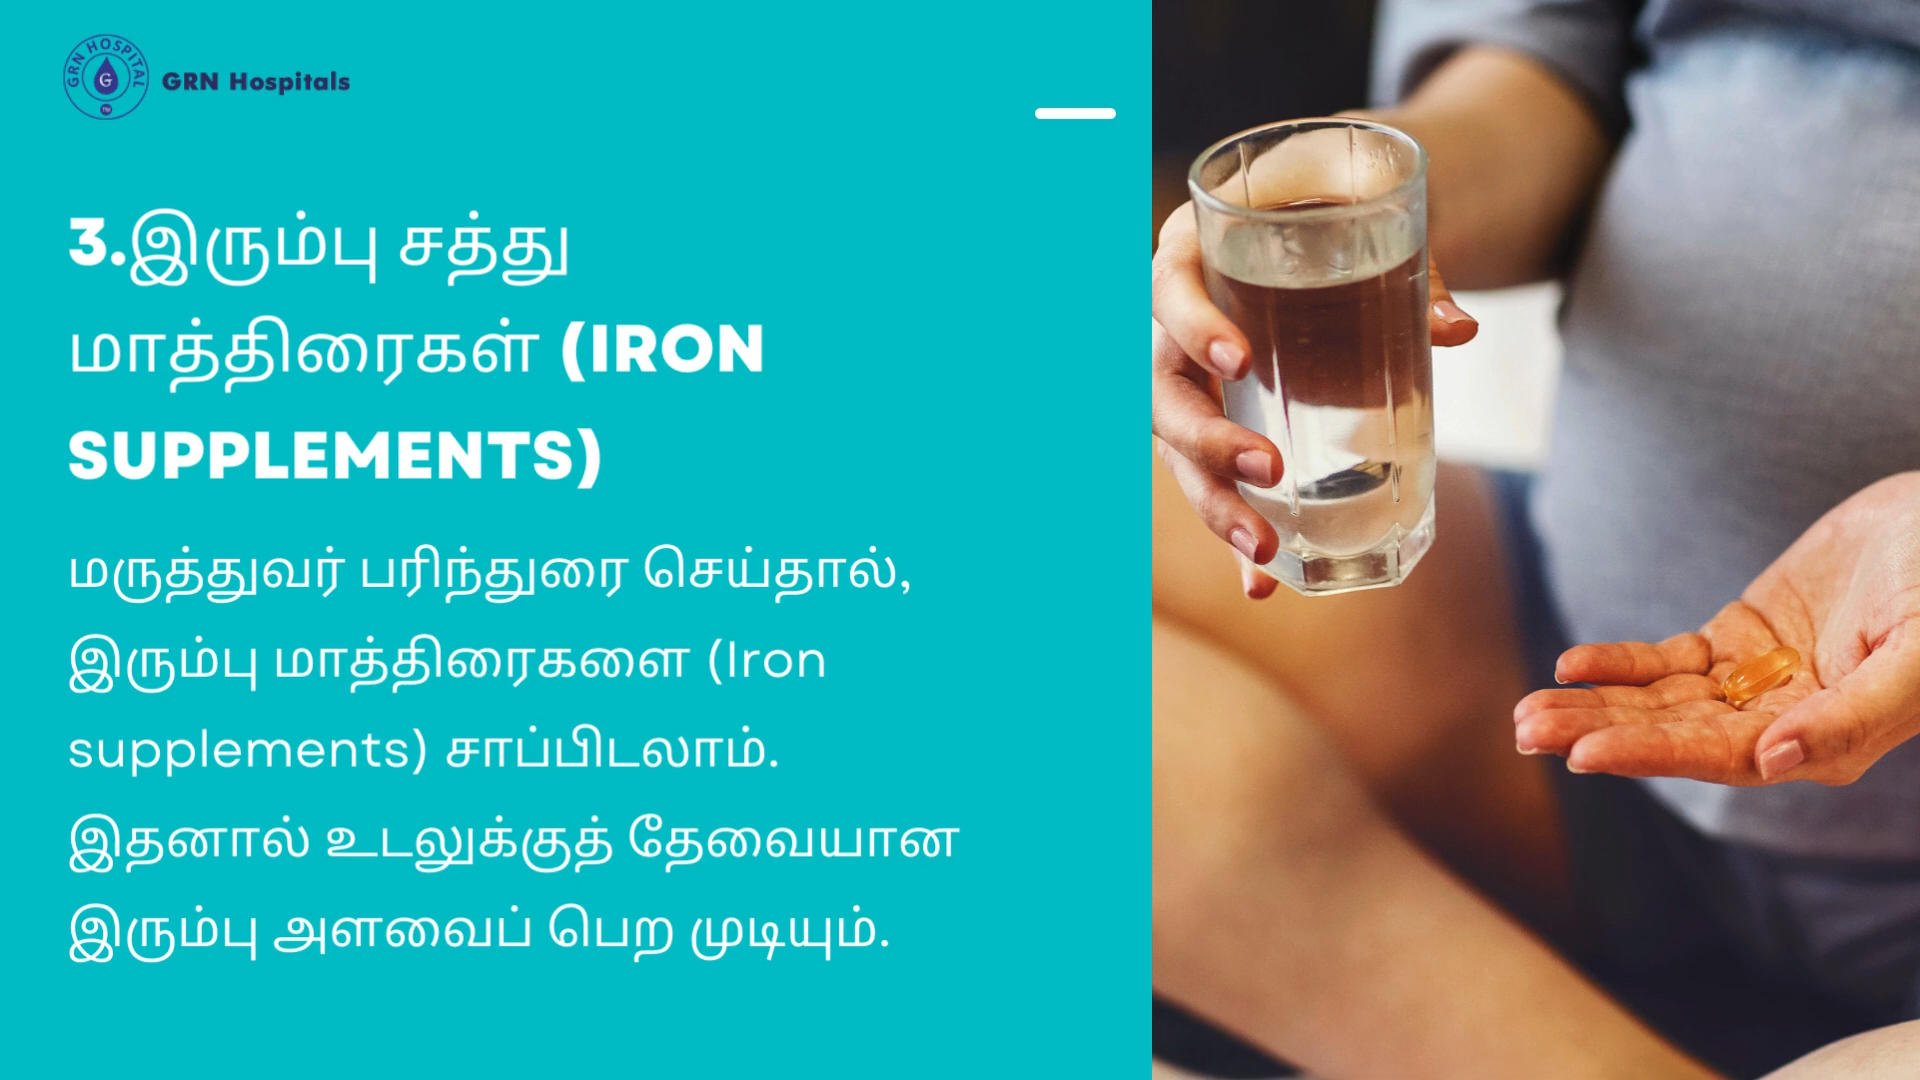 GRN HOSPITAL
G
TM
GRN Hospitals
3.இரும்பு சத்து
மாத்திரைகள் (IRON
SUPPLEMENTS)
மருத்துவர் பரிந்துரை செய்தால்,
இரும்பு மாத்திரைகளை (Iron
supplements) சாப்பிடலாம்.
இதனால் உடலுக்குத் தேவையான
இரும்பு அளவைப் பெற முடியும்.